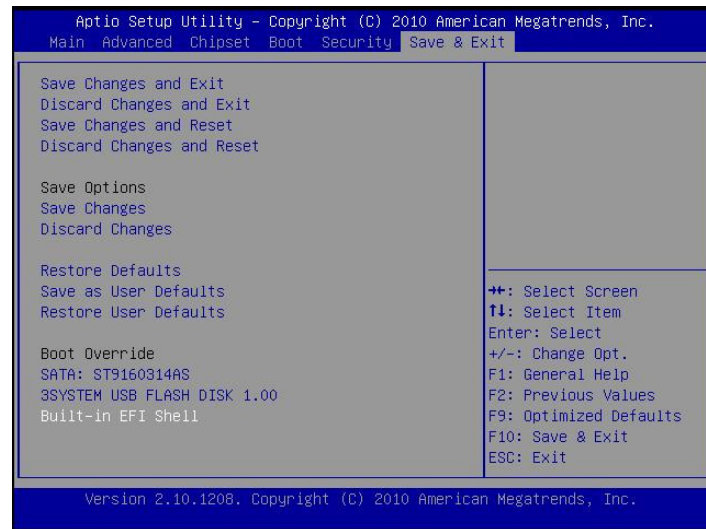 Aptio Setup Utility – Copyright (C) 2010 American Megatrends, Inc.
Main Advanced Chipset Boot Security Save & Exit
Save Changes and Exit
Discard Changes and Exit
Save Changes and Reset
Discard Changes and Reset
Save Options
Save Changes
Discard Changes
Restore Defaults
Save as User Defaults
Restore User Defaults
Boot Override
SATA: ST9160314AS
3SYSTEM USB FLASH DISK 1.00
Built-in EFI Shell
→←: Select Screen
↑↓: Select Item
Enter: Select
+/-: Change Opt.
F1: General Help
F2: Previous Values
F9: Optimized Defaults
F10: Save & Exit
ESC: Exit
Version 2.10.1208. Copyright (C) 2010 American Megatrends, Inc.